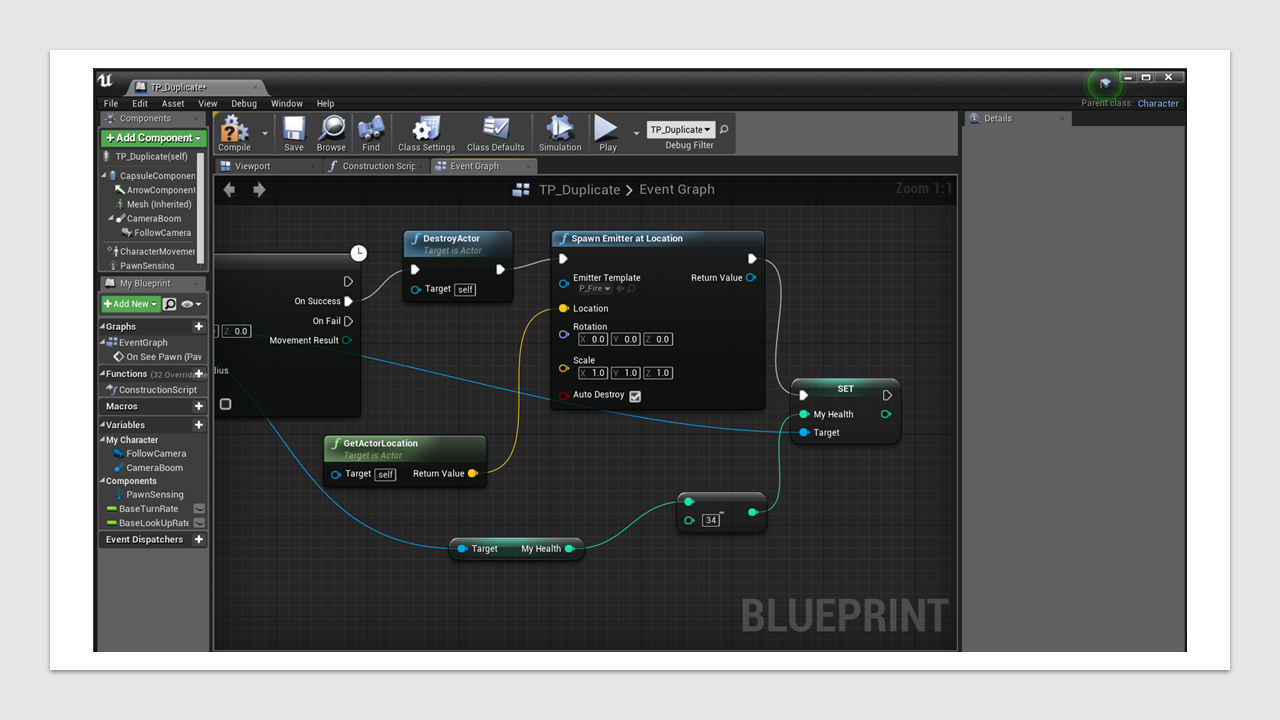 TP_Duplicate*
File Edit Asset View Debug Window Help
Parent class: Character
Components
+ Add Component
TP_Duplicate(self)
CapsuleComponen
ArrowComponent
Mesh (Inherited)
CameraBoom
FollowCamera
CharacterMovemer
PawnSensing
My Blueprint
+ Add New
Graphs +
EventGraph
On See Pawn (Paw
Functions (32 Overrida +
ConstructionScript
Macros +
Variables +
My Character
FollowCamera
CameraBoom
Components
PawnSensing
BaseTurnRate
BaseLookUpRate
Event Dispatchers +
Compile
Save
Browse
Find
Class Settings
Class Defaults
Simulation
Play
TP_Duplicate
Debug Filter
Viewport
Construction Scrip
Event Graph
TP_Duplicate > Event Graph
Zoom 1:1
On Success
On Fail
Z 0.0
Movement Result
dius
DestroyActor
Target is Actor
Target self
Spawn Emitter at Location
Emitter Template
P_Fire
Return Value
Location
Rotation
X 0.0 Y 0.0 Z 0.0
Scale
X 1.0 Y 1.0 Z 1.0
Auto Destroy
GetActorLocation
Target is Actor
Target self Return Value
SET
My Health
Target
34 -
Target My Health
BLUEPRINT
Details